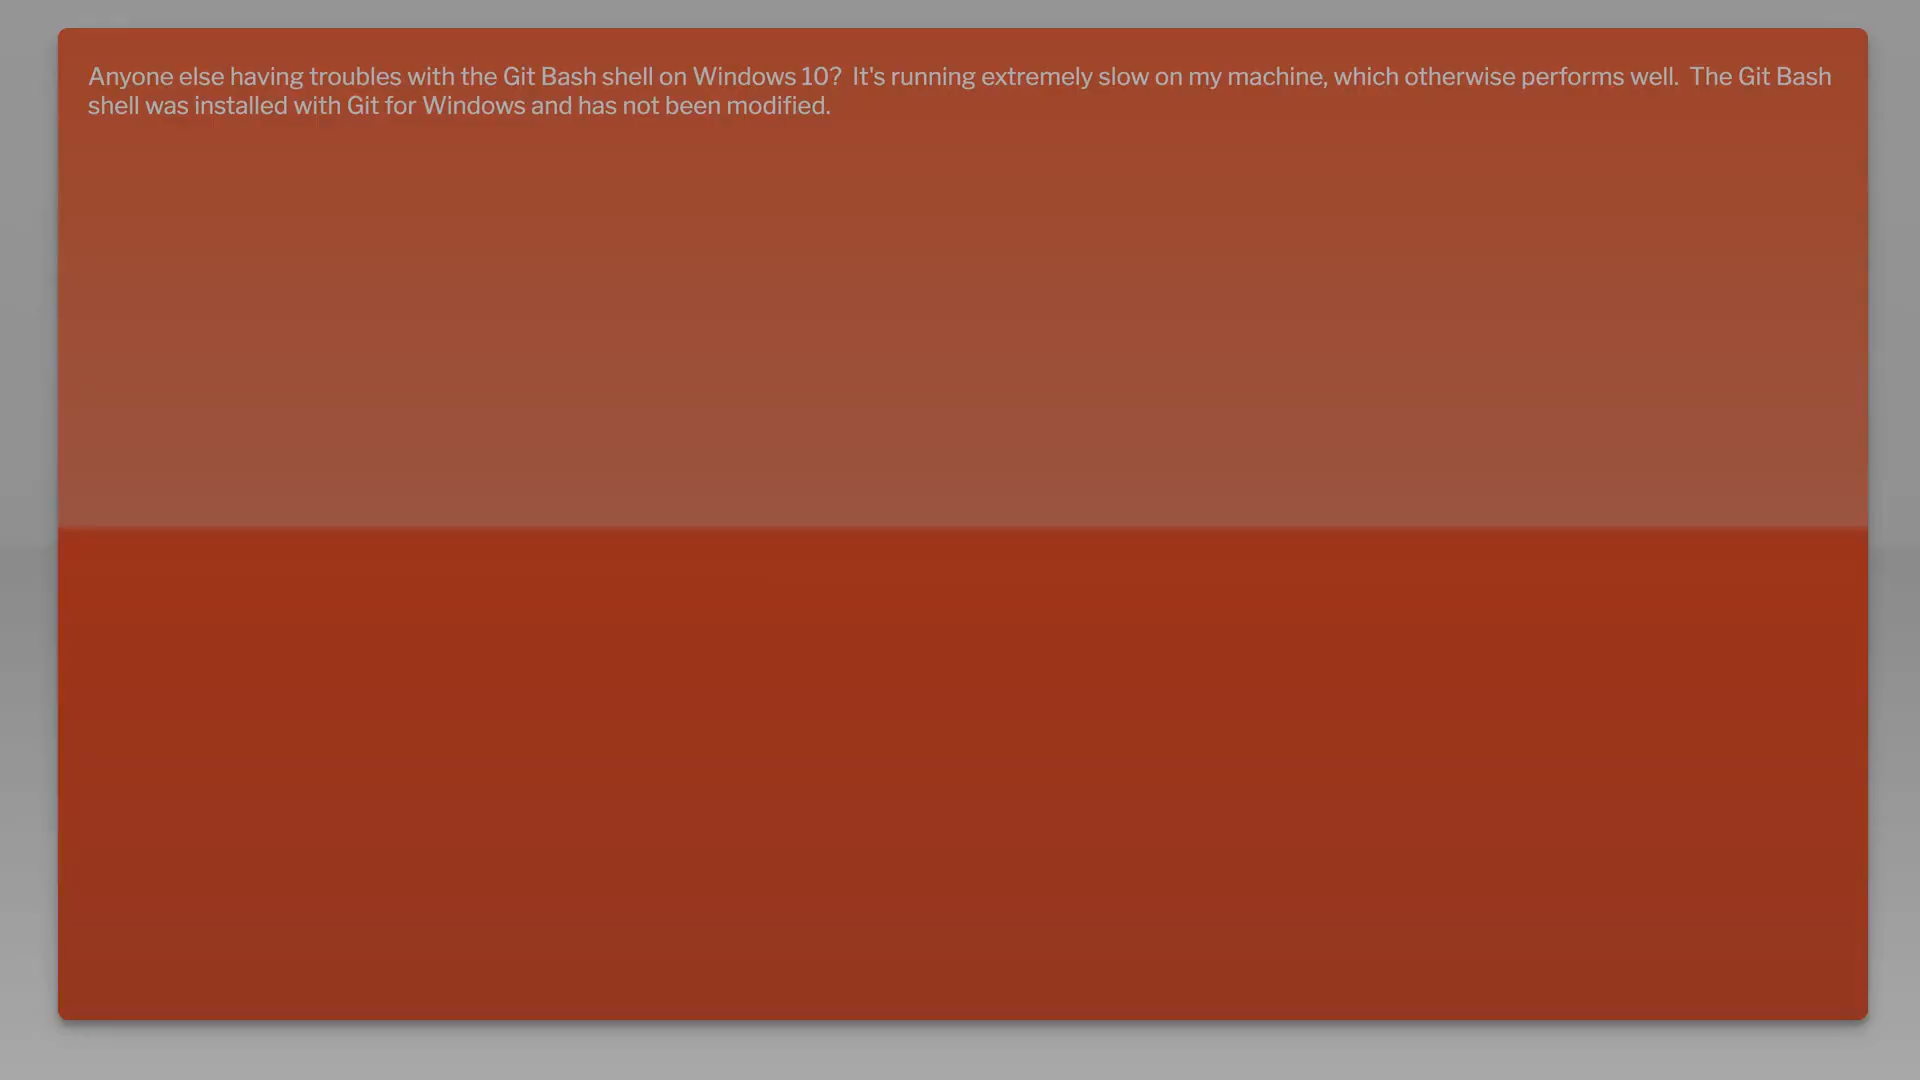 Anyone else having troubles with the Git Bash shell on Windows 10?  It's running extremely slow on my machine, which otherwise performs well.  The Git Bash
shell was installed with Git for Windows and has not been modified.